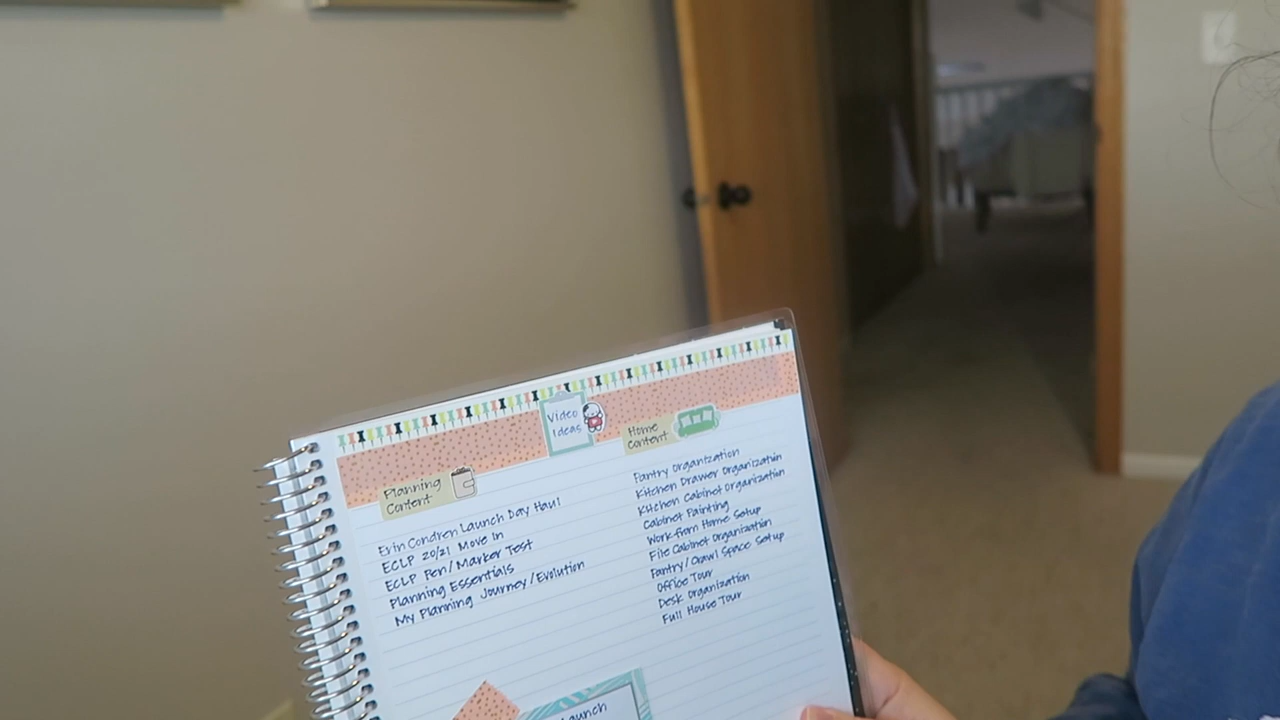 Video
Ideas
Planning
Content
Erin Condren Launch Day Haul
ECLP 20/21 Move In
ECLP Pen/Marker Test
Planning Essentials
My Planning Journey/Evolution
Home
Content
Pantry Organization
Kitchen Drawer Organization
Kitchen Cabinet Organization
Cabinet Painting
Work from Home Setup
File Cabinet Organization
Pantry/Crawl Space Setup
Office Tour
Desk Organization
Full House Tour
Launch